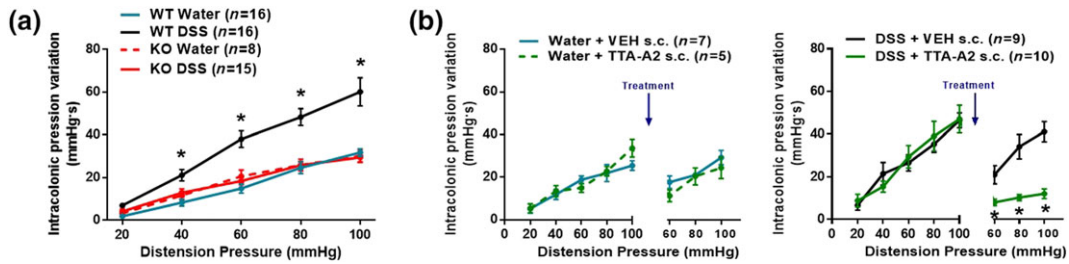 (a)
WT Water (n=16)
WT DSS (n=16)
KO Water (n=8)
KO DSS (n=15)
Intracolonic pression variation
(mmHg·s)
80
60
40
20
0
*
*
*
*
20
40
60
80
100
Distension Pressure (mmHg)
(b)
Water + VEH s.c. (n=7)
Water + TTA-A2 s.c. (n=5)
Intracolonic pression variation
(mmHg·s)
80
60
40
20
0
Treatment
0 20 40 60 80 100 60 80 100
Distension Pressure (mmHg)
DSS + VEH s.c. (n=9)
DSS + TTA-A2 s.c. (n=10)
Intracolonic pression variation
(mmHg·s)
80
60
40
20
0
Treatment
* * *
0 20 40 60 80 100 60 80 100
Distension Pressure (mmHg)